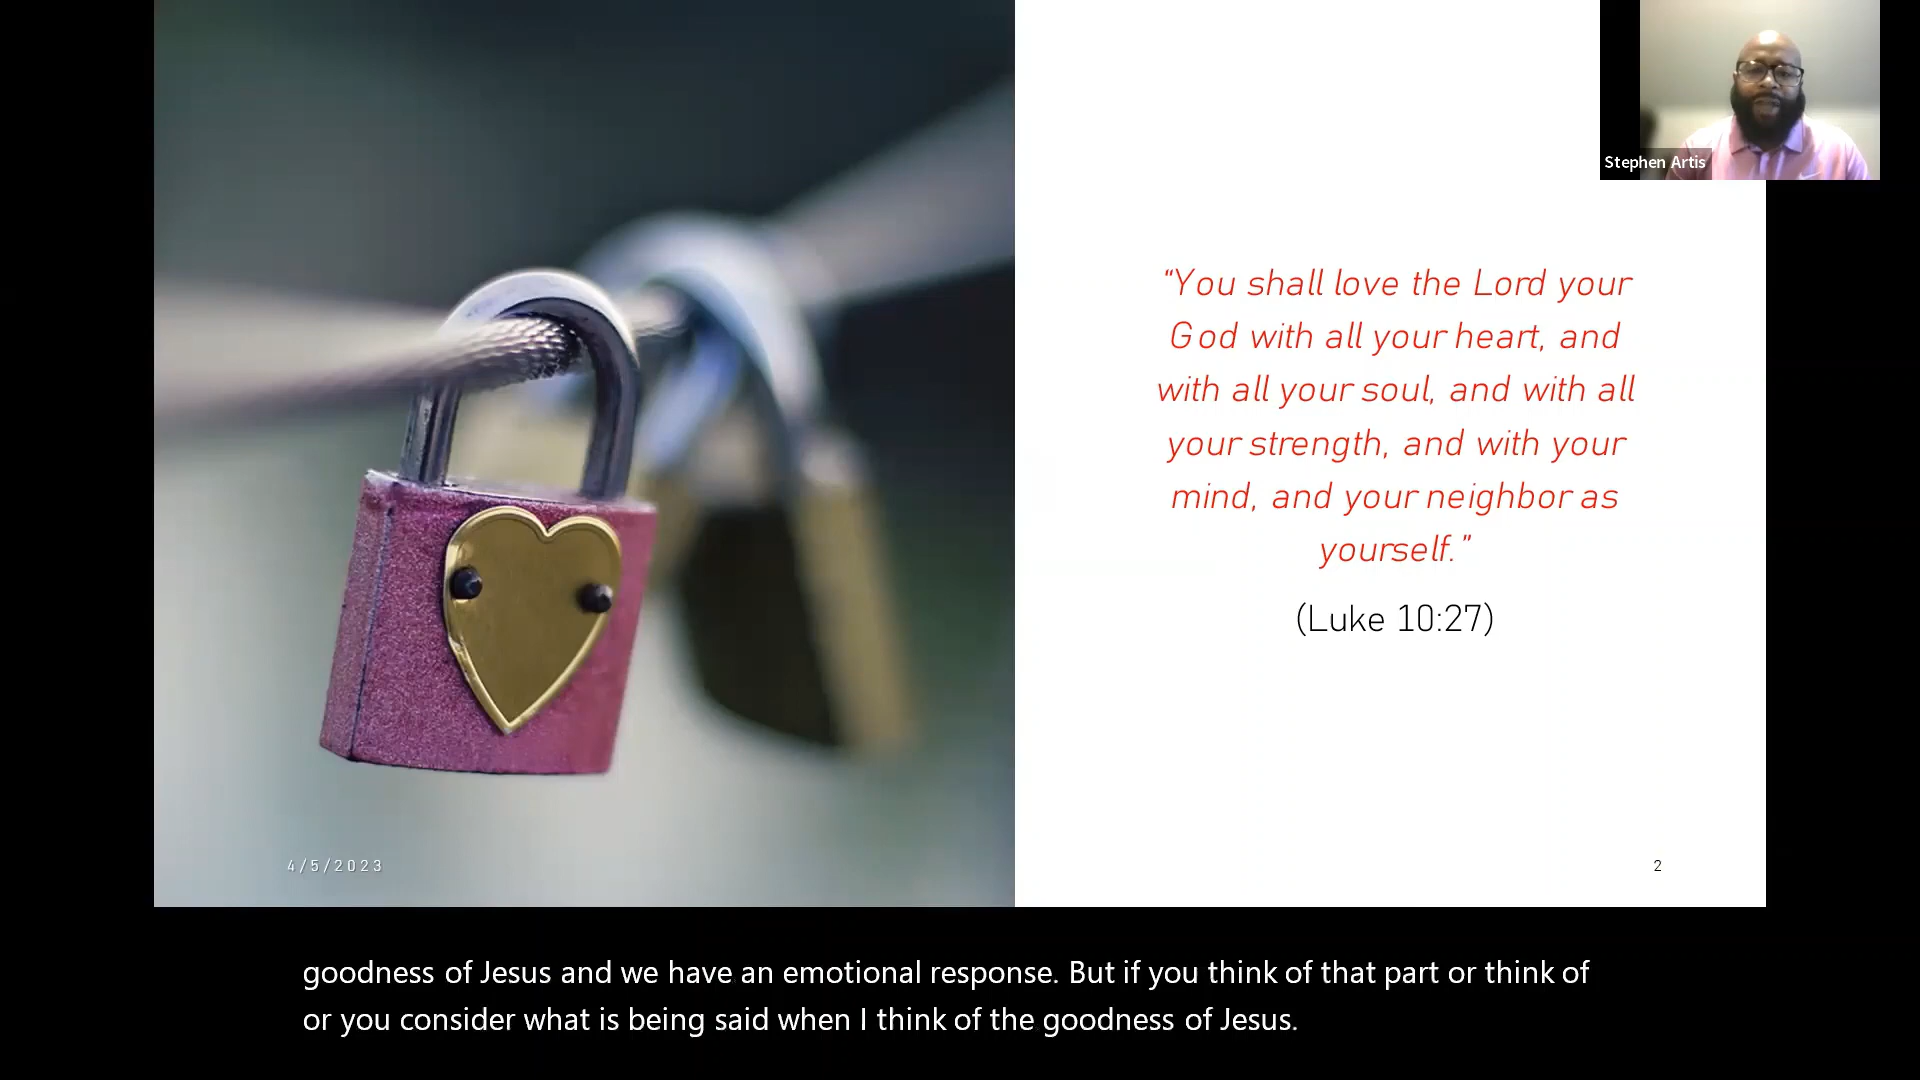 Stephen Artis
“You shall love the Lord your
God with all your heart, and
with all your soul, and with all
your strength, and with your
mind, and your neighbor as
yourself.”
(Luke 10:27)
4/5/2023
2
goodness of Jesus and we have an emotional response. But if you think of that part or think of
or you consider what is being said when I think of the goodness of Jesus.